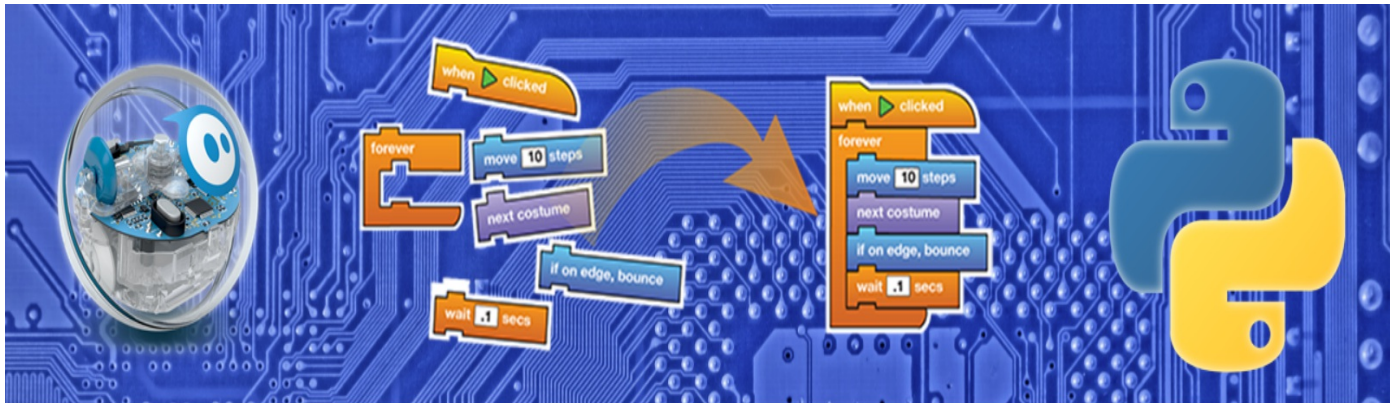 when clicked
forever
move 10 steps
next costume
if on edge, bounce
wait .1 secs
when clicked
forever
move 10 steps
next costume
if on edge, bounce
wait .1 secs